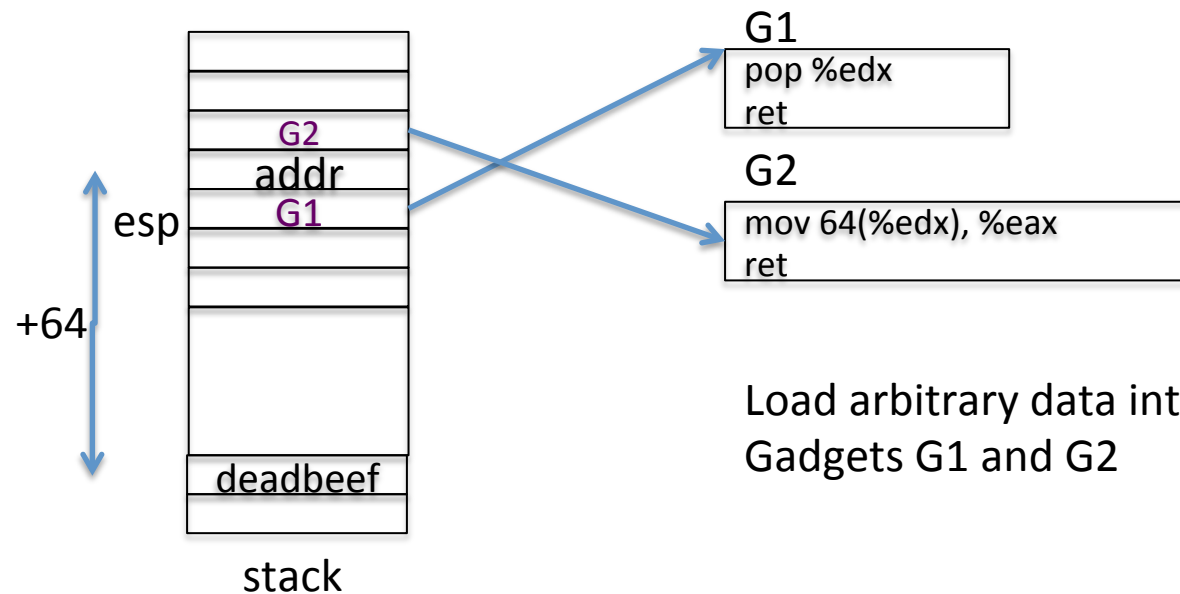 G2
addr
esp
G1
+64
deadbeef
stack
G1
pop %edx
ret
G2
mov 64(%edx), %eax
ret
Load arbitrary data int
Gadgets G1 and G2